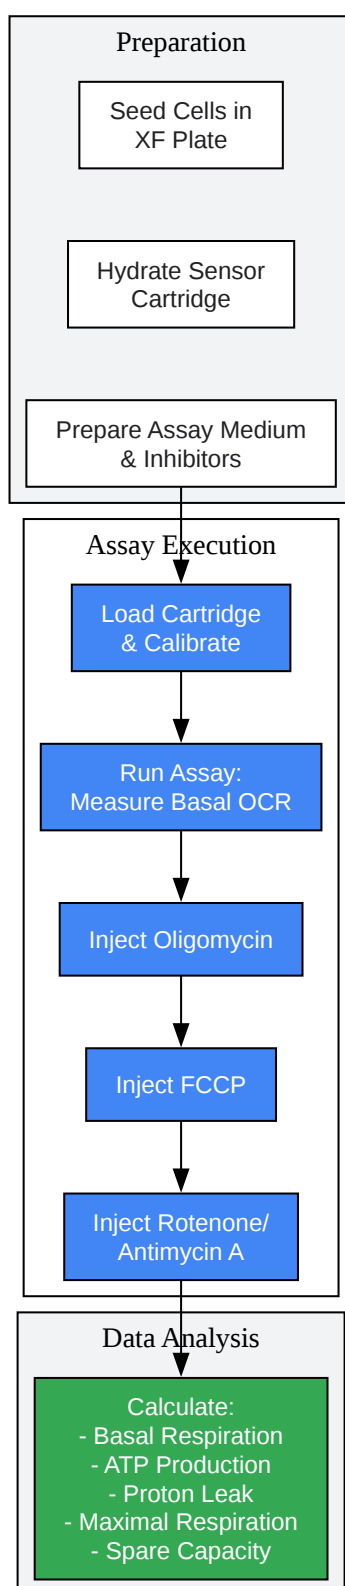 Preparation
Seed Cells in
XF Plate
Hydrate Sensor
Cartridge
Prepare Assay Medium
& Inhibitors
Assay Execution
Load Cartridge
& Calibrate
Run Assay:
Measure Basal OCR
Inject Oligomycin
Inject FCCP
Inject Rotenone/
Antimycin A
Data Analysis
Calculate:
- Basal Respiration
- ATP Production
- Proton Leak
- Maximal Respiration
- Spare Capacity